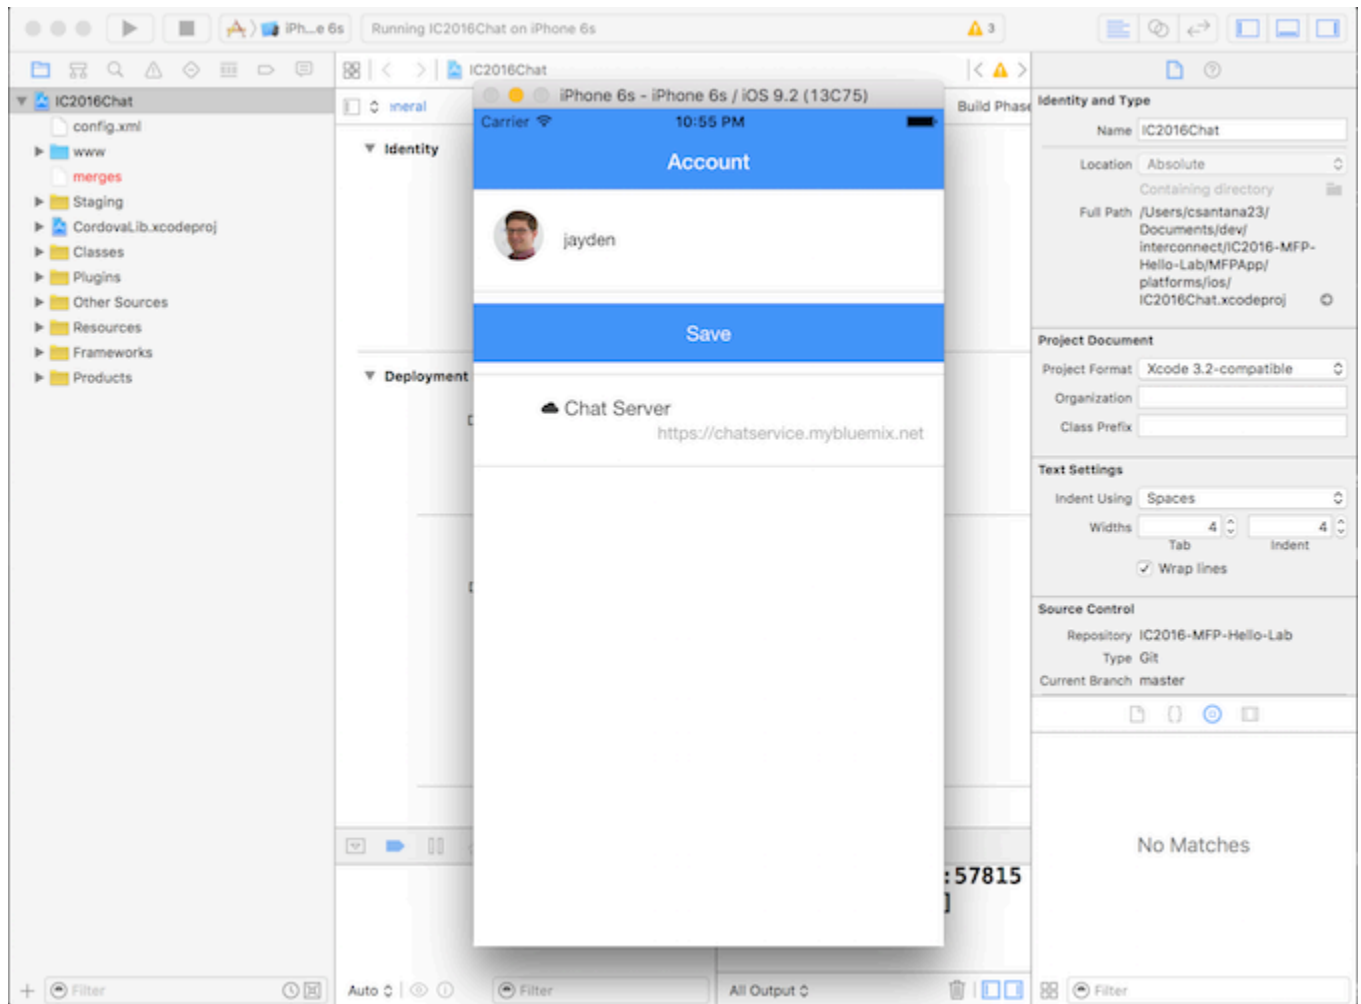 iPh...e 6s
Running IC2016Chat on iPhone 6s
3
IC2016Chat
config.xml
www
merges
Staging
CordovaLib.xcodeproj
Classes
Plugins
Other Sources
Resources
Frameworks
Products
Filter
IC2016Chat
neral
Build Phase
Identity
Deployment
iPhone 6s - iPhone 6s / iOS 9.2 (13C75)
Carrier
10:55 PM
Account
jayden
Save
Chat Server
https://chatservice.mybluemix.net
:57815
]
Auto
Filter
All Output
Identity and Type
Name IC2016Chat
Location Absolute
Containing directory
Full Path /Users/csantana23/
Documents/dev/
interconnect/IC2016-MFP-
Hello-Lab/MFPApp/
platforms/ios/
IC2016Chat.xcodeproj
Project Document
Project Format Xcode 3.2-compatible
Organization
Class Prefix
Text Settings
Indent Using Spaces
Widths 4 4
Tab Indent
Wrap lines
Source Control
Repository IC2016-MFP-Hello-Lab
Type Git
Current Branch master
No Matches
Filter